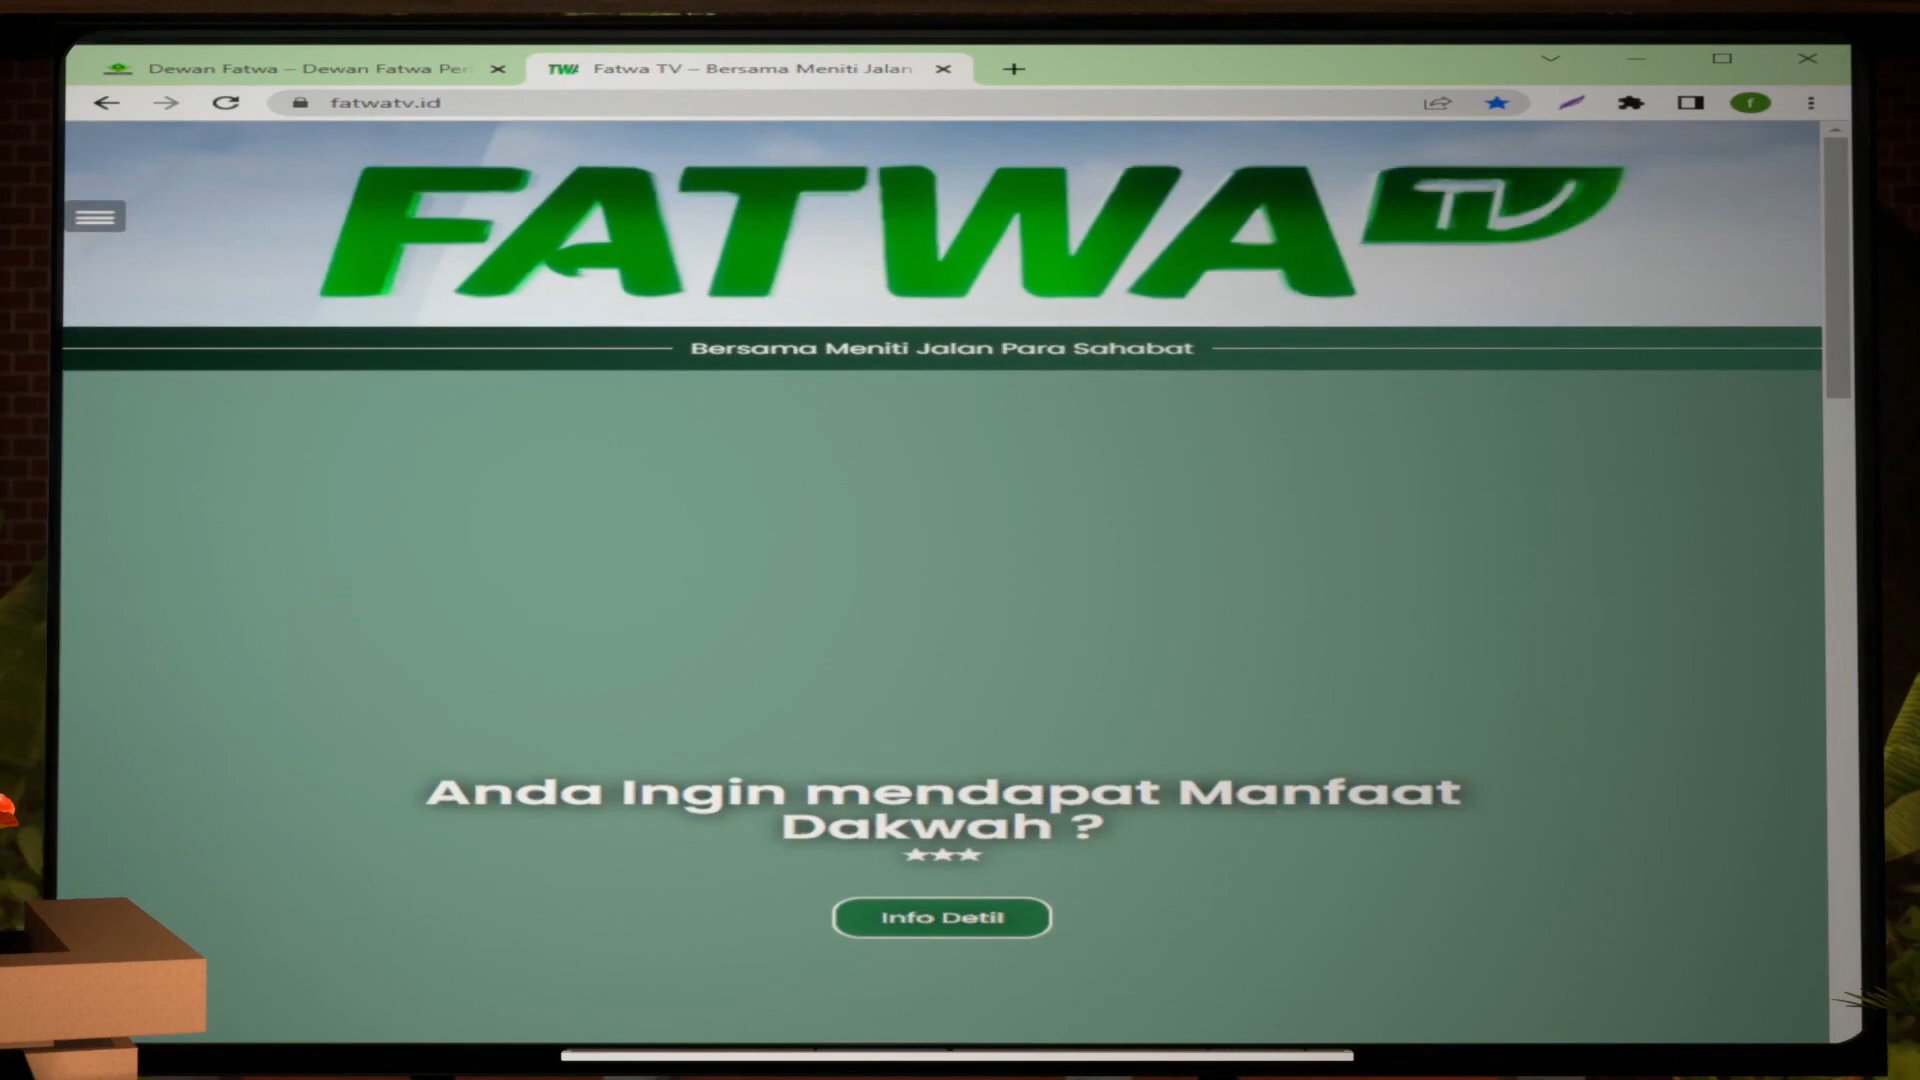 Dewan Fatwa – Dewan Fatwa Per
TWA
Fatwa TV – Bersama Meniti Jalan
fatwatv.id
f
FATWA TV
Bersama Meniti Jalan Para Sahabat
Anda Ingin mendapat Manfaat
Dakwah ?
Info Detil